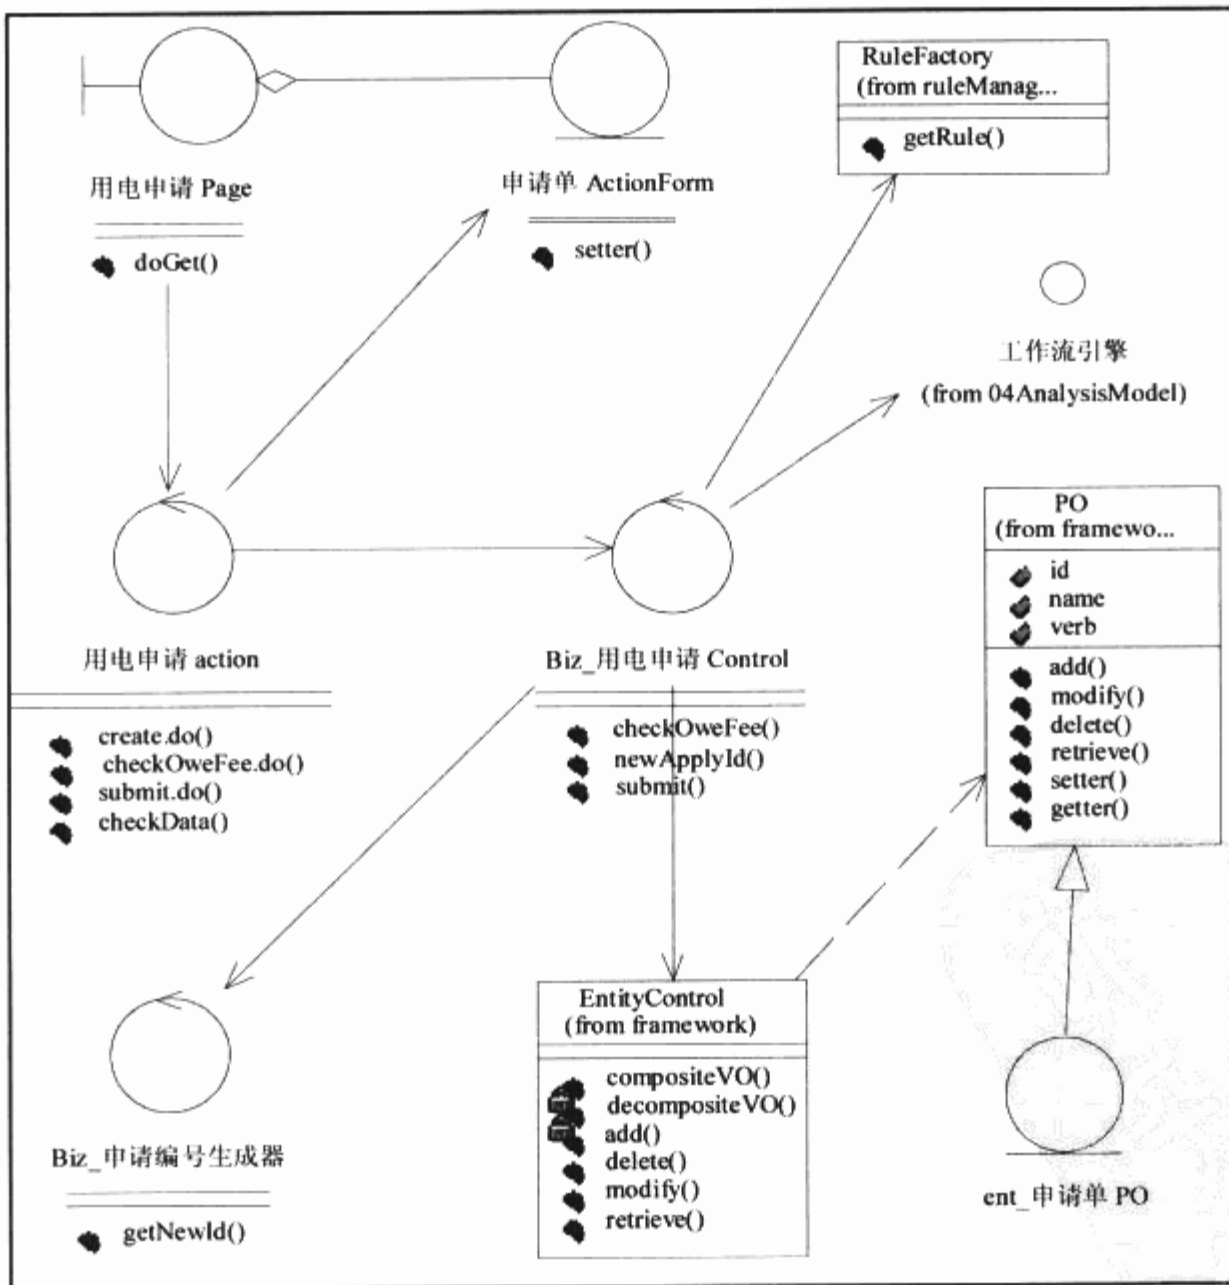 用电申请 Page
doGet()
申请单 ActionForm
setter()
RuleFactory
(from ruleManag...
getRule()
工作流引擎
(from 04AnalysisModel)
用电申请 action
create.do()
checkOweFee.do()
submit.do()
checkData()
Biz_用电申请 Control
checkOweFee()
newApplyId()
submit()
PO
(from framewo...
id
name
verb
add()
modify()
delete()
retrieve()
setter()
getter()
Biz_申请编号生成器
getNewId()
EntityControl
(from framework)
compositeVO()
decompositeVO()
add()
delete()
modify()
retrieve()
ent_申请单 PO